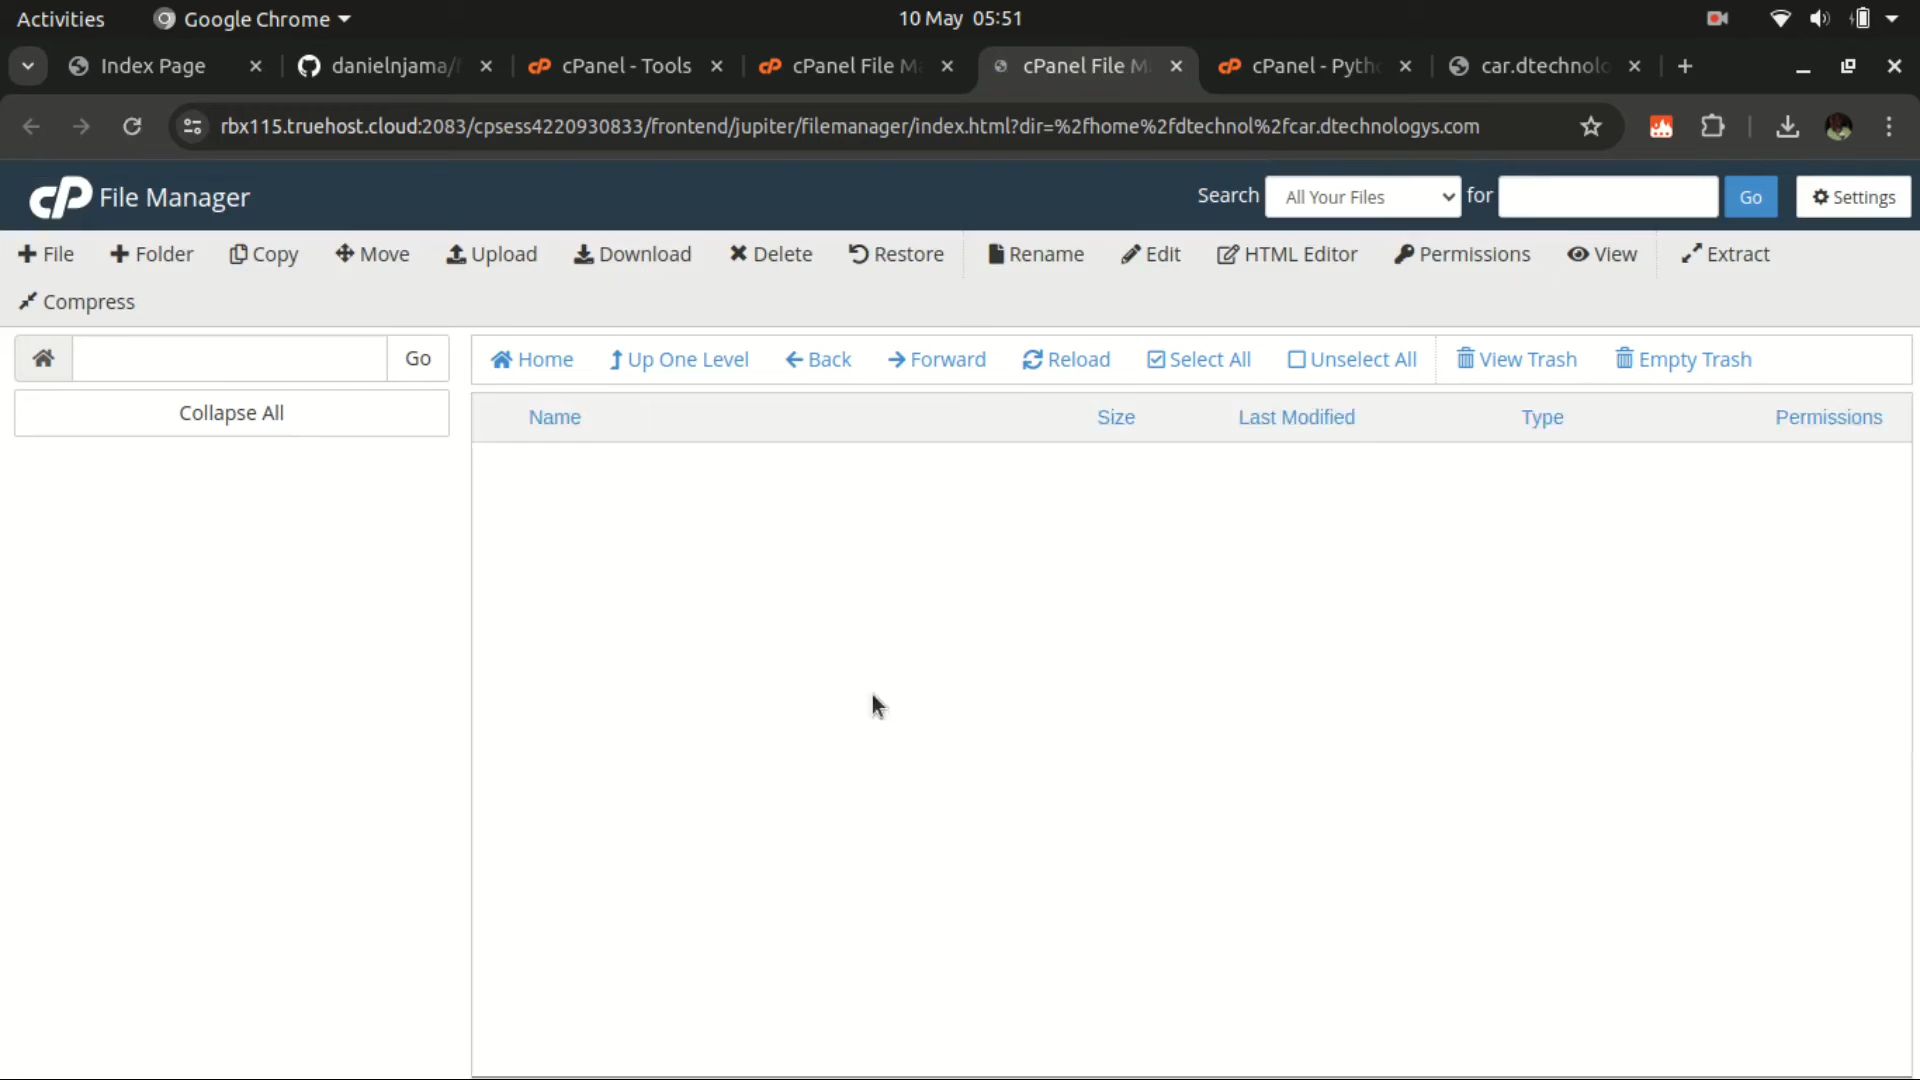 Activities Google Chrome 10 May 05:51
Index Page danielnjama/ cPanel - Tools cPanel File Ma cPanel File M cPanel - Pytho car.dtechnolo
rbx115.truehost.cloud:2083/cpsess4220930833/frontend/jupiter/filemanager/index.html?dir=%2fhome%2fdtechnol%2fcar.dtechnologys.com
cP File Manager Search All Your Files for Go Settings
File Folder Copy Move Upload Download Delete Restore Rename Edit HTML Editor Permissions View Extract
Compress
Go Home Up One Level Back Forward Reload Select All Unselect All View Trash Empty Trash
Collapse All Name Size Last Modified Type Permissions